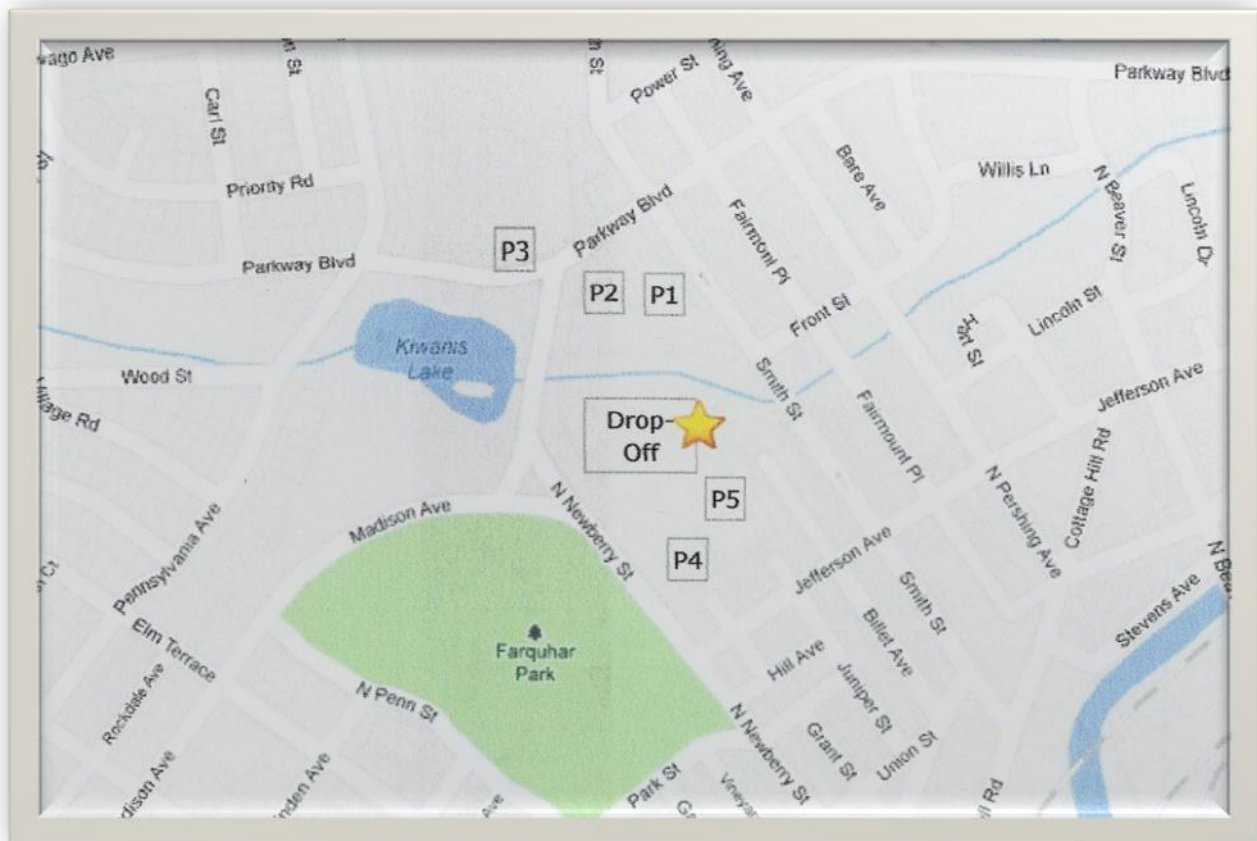 Carl St
Power St
Parkway Blvd
Priority Rd
Bare Ave
Willis Ln
N Beaver St
Lincoln Dr
Parkway Blvd
P3
Parkway Blvd
Fairmont Pl
P2
P1
Front St
Lincoln St
Hart St
Kiwanis
Lake
Wood St
Smith St
Jefferson Ave
Drop-
Off
Fairmount Pl
Cottage Hill Rd
N Pershing Ave
Madison Ave
N Newberry St
P5
P4
Pennsylvania Ave
Jefferson Ave
Smith St
Stevens Ave
Elm Terrace
Farquhar
Park
Hill Ave
Billet Ave
Rockdale Ave
N Penn St
Juniper St
N Newberry St
Grant St
Union St
Park St